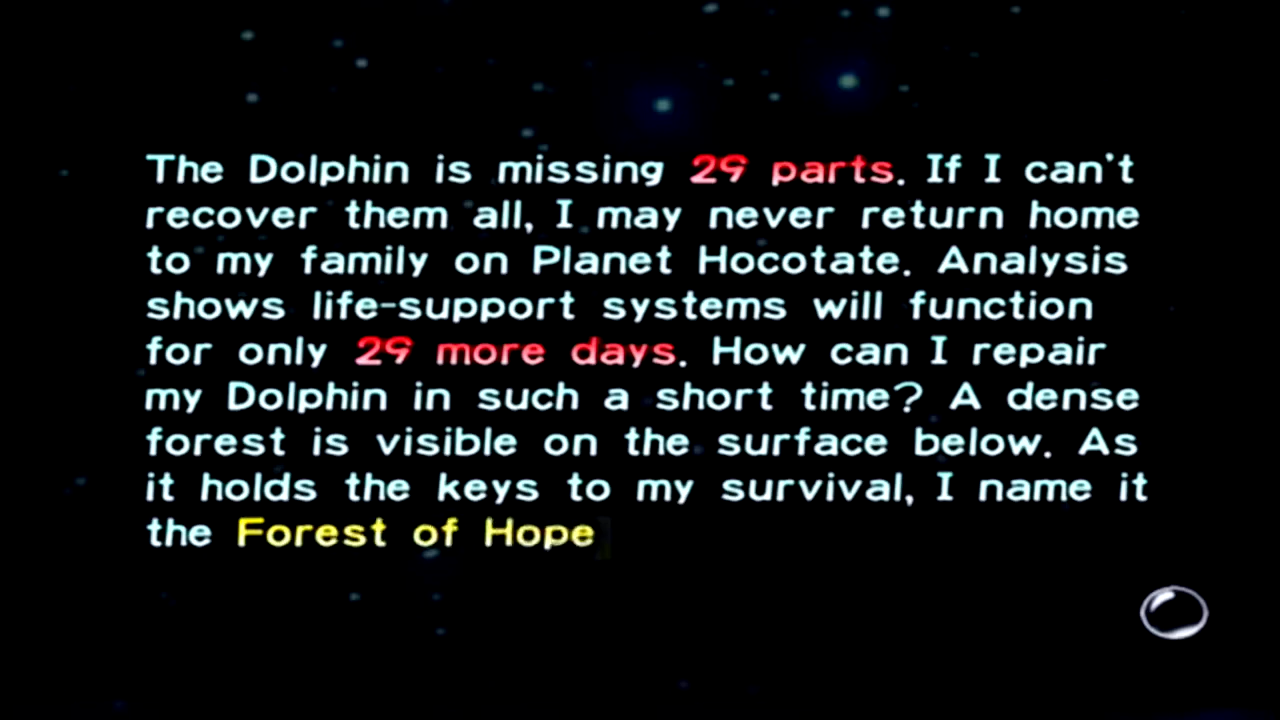 The Dolphin is missing 29 parts. If I can't
recover them all, I may never return home
to my family on Planet Hocotate. Analysis
shows life-support systems will function
for only 29 more days. How can I repair
my Dolphin in such a short time? A dense
forest is visible on the surface below. As
it holds the keys to my survival, I name it
the Forest of Hope